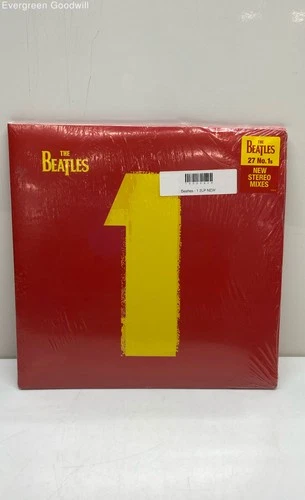 Evergreen Goodwill
THE
BEATLES
1
THE
BEATLES
27 No.1s
NEW
STEREO
MIXES